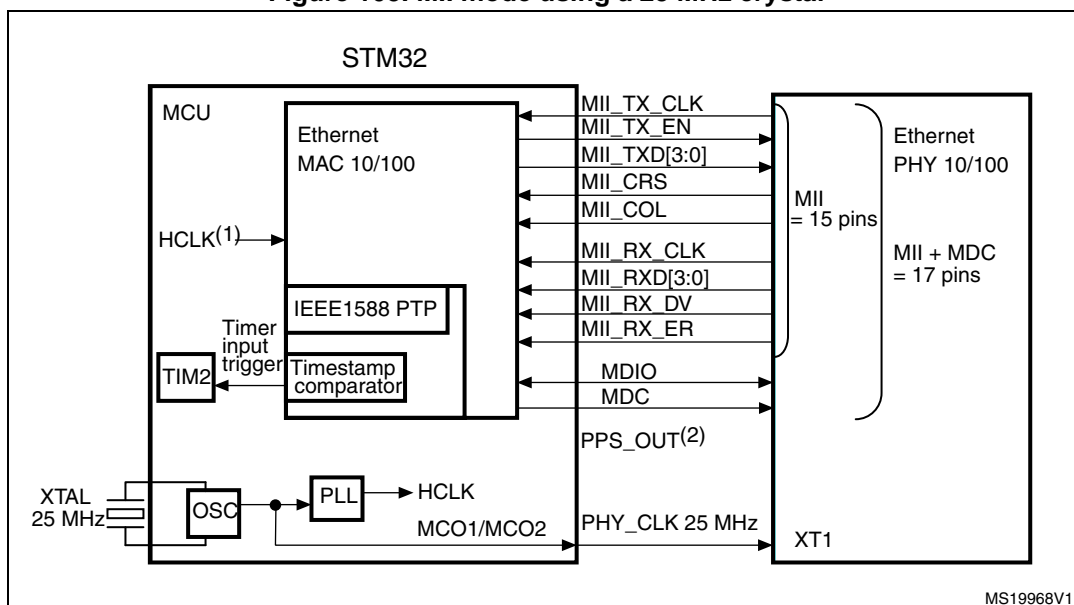 STM32
MCU
Ethernet
MAC 10/100
HCLK(1)
IEEE1588 PTP
Timer
input
trigger
TIM2
Timestamp
comparator
XTAL
25 MHz
OSC
PLL
HCLK
MCO1/MCO2
MII_TX_CLK
MII_TX_EN
MII_TXD[3:0]
MII_CRS
MII_COL
MII_RX_CLK
MII_RXD[3:0]
MII_RX_DV
MII_RX_ER
MDIO
MDC
PPS_OUT(2)
PHY_CLK 25 MHz
MII
= 15 pins
Ethernet
PHY 10/100
MII + MDC
= 17 pins
XT1
MS19968V1